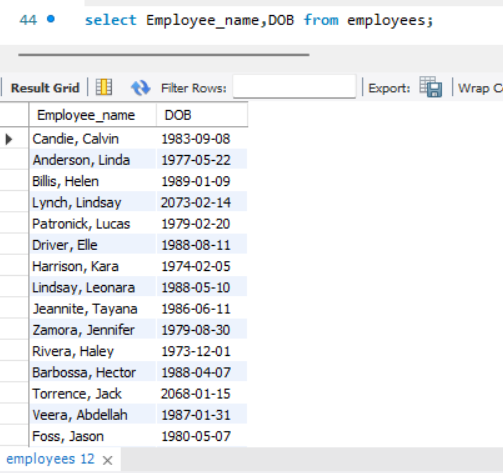 44 select Employee_name,DOB from employees;
Result Grid Filter Rows: Export: Wrap C
Employee_name DOB
Candie, Calvin 1983-09-08
Anderson, Linda 1977-05-22
Billis, Helen 1989-01-09
Lynch, Lindsay 2073-02-14
Patronick, Lucas 1979-02-20
Driver, Elle 1988-08-11
Harrison, Kara 1974-02-05
Lindsay, Leonara 1988-05-10
Jeannite, Tayana 1986-06-11
Zamora, Jennifer 1979-08-30
Rivera, Haley 1973-12-01
Barbossa, Hector 1988-04-07
Torrence, Jack 2068-01-15
Veera, Abdellah 1987-01-31
Foss, Jason 1980-05-07
employees 12